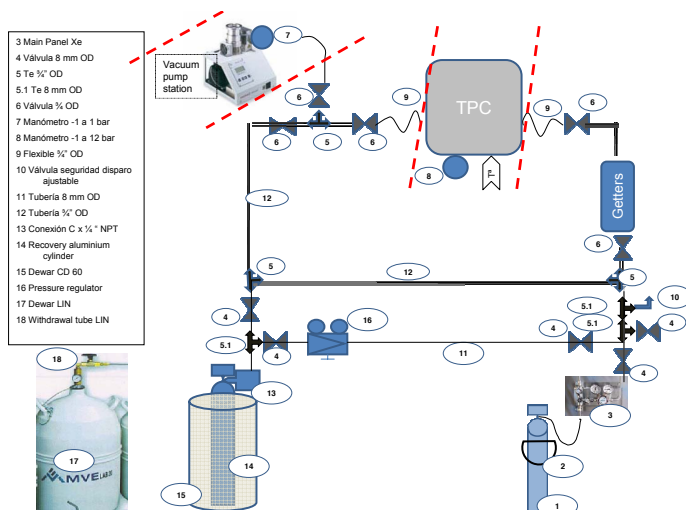 3 Main Panel Xe
4 Válvula 8 mm OD
5 Te ¾" OD
5.1 Te 8 mm OD
6 Válvula ¾ OD
7 Manómetro -1 a 1 bar
8 Manómetro -1 a 12 bar
9 Flexible ¾" OD
10 Válvula seguridad disparo
ajustable
11 Tubería 8 mm OD
12 Tubería ¾" OD
13 Conexión C x ¼ " NPT
14 Recovery aluminium
cylinder
15 Dewar CD 60
16 Pressure regulator
17 Dewar LIN
18 Withdrawal tube LIN
Vacuum
pump
station
7
6
6
5
6
9
TPC
9
6
8
Tª
Getters
6
12
5
12
5
10
4
5.1
5.1
4
16
4
5.1
4
11
4
3
13
14
15
2
1
18
17
MVE LAB 30